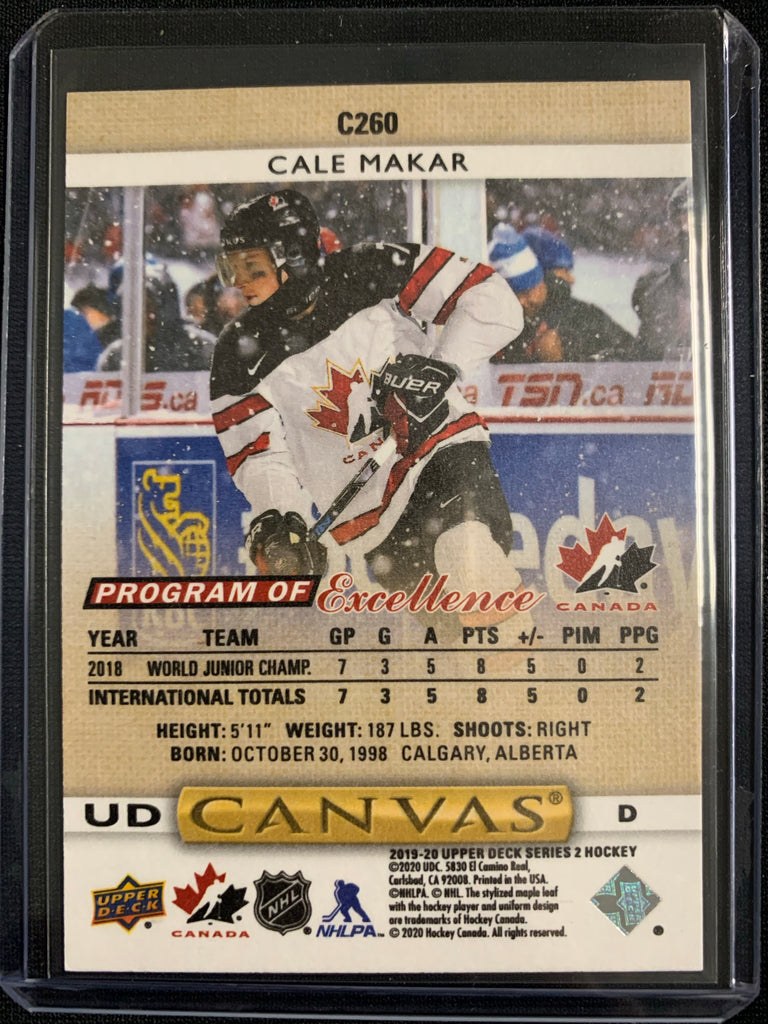 C260
CALE MAKAR
BAUER
RDS.ca
TSN.ca
CANADA
PROGRAM OF Excellence
CANADA
YEAR TEAM GP G A PTS +/- PIM PPG
2018 WORLD JUNIOR CHAMP. 7 3 5 8 5 0 2
INTERNATIONAL TOTALS 7 3 5 8 5 0 2
HEIGHT: 5'11" WEIGHT: 187 LBS. SHOOTS: RIGHT
BORN: OCTOBER 30, 1998 CALGARY, ALBERTA
UD CANVAS® D
2019-20 UPPER DECK SERIES 2 HOCKEY
©2020 UDC. 5830 El Camino Real,
Carlsbad, CA 92008. Printed in the USA.
©NHLPA. © NHL. The stylized maple leaf
with the hockey player and uniform design
are trademarks of Hockey Canada.
© 2020 Hockey Canada. All rights reserved.
UPPER DECK
CANADA
NHL
NHLPA